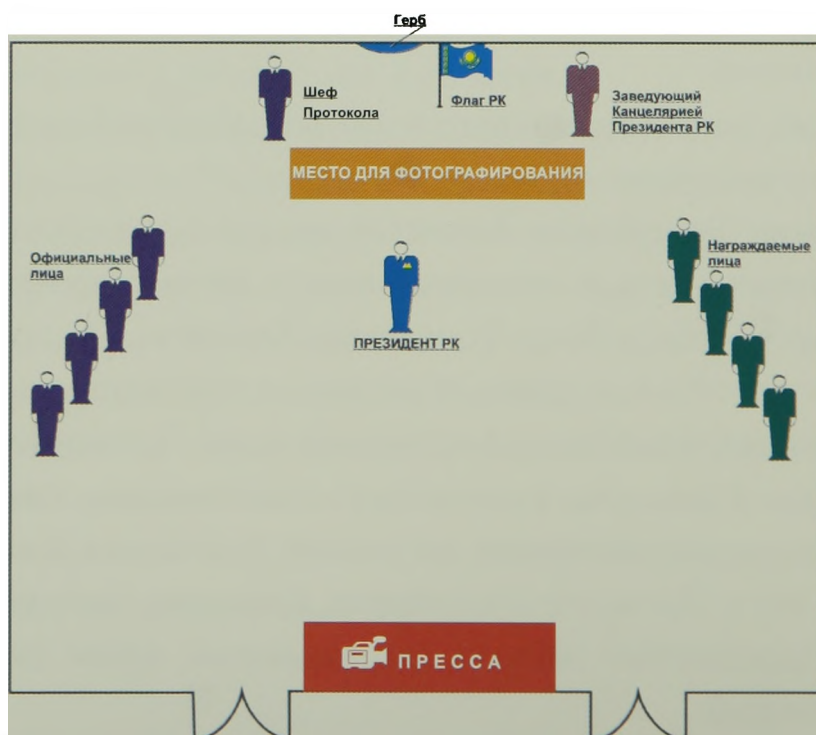 Герб
Шеф
Протокола
Флаг РК
Заведующий
Канцелярией
Президента РК
МЕСТО ДЛЯ ФОТОГРАФИРОВАНИЯ
Официальные
лица
Награждаемые
лица
ПРЕЗИДЕНТ РК
ПРЕССА